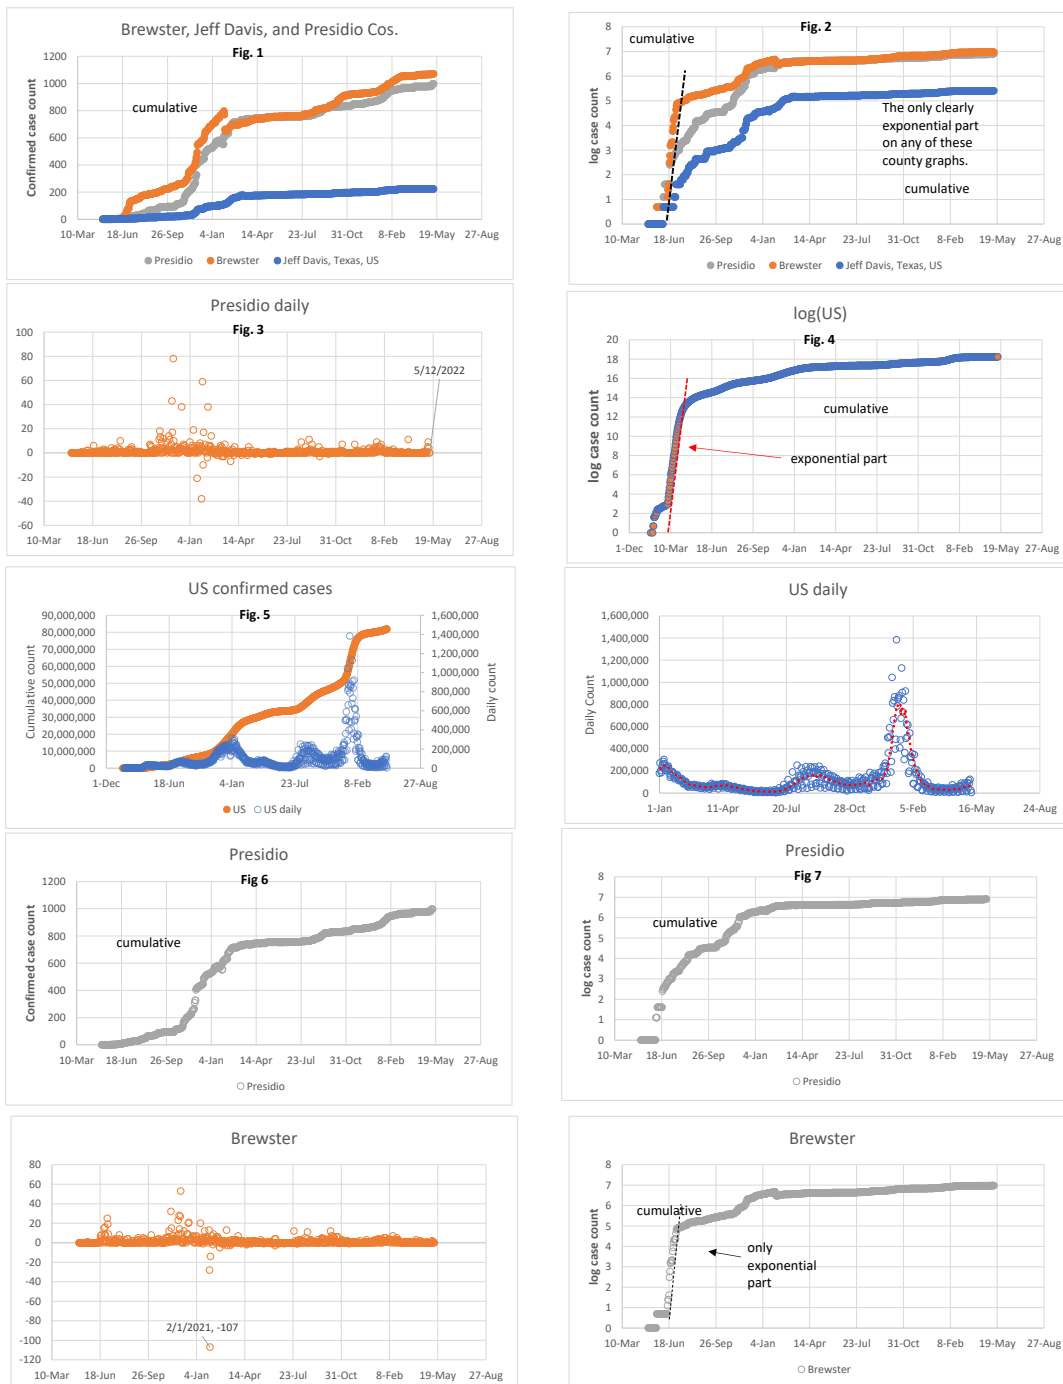 Brewster, Jeff Davis, and Presidio Cos.
Fig. 1
cumulative
Confirmed case count
1200
1000
800
600
400
200
0
10-Mar 18-Jun 26-Sep 4-Jan 14-Apr 23-Jul 31-Oct 8-Feb 19-May 27-Aug
Presidio Brewster Jeff Davis, Texas, US
Fig. 2
cumulative
log case count
8
7
6
5
4
3
2
1
0
The only clearly
exponential part
on any of these
county graphs.
cumulative
10-Mar 18-Jun 26-Sep 4-Jan 14-Apr 23-Jul 31-Oct 8-Feb 19-May 27-Aug
Presidio Brewster Jeff Davis, Texas, US
Presidio daily
Fig. 3
100
80
60
40
20
0
-20
-40
-60
5/12/2022
10-Mar 18-Jun 26-Sep 4-Jan 14-Apr 23-Jul 31-Oct 8-Feb 19-May 27-Aug
log(US)
Fig. 4
log case count
20
18
16
14
12
10
8
6
4
2
0
cumulative
exponential part
1-Dec 10-Mar 18-Jun 26-Sep 4-Jan 14-Apr 23-Jul 31-Oct 8-Feb 19-May 27-Aug
US confirmed cases
Fig. 5
Cumulative count
90,000,000
80,000,000
70,000,000
60,000,000
50,000,000
40,000,000
30,000,000
20,000,000
10,000,000
0
1,600,000
1,400,000
1,200,000
1,000,000
800,000
600,000
400,000
200,000
0
Daily count
1-Dec 18-Jun 4-Jan 23-Jul 8-Feb 27-Aug
US US daily
US daily
Daily Count
1,600,000
1,400,000
1,200,000
1,000,000
800,000
600,000
400,000
200,000
0
1-Jan 11-Apr 20-Jul 28-Oct 5-Feb 16-May 24-Aug
Presidio
Fig 6
cumulative
Confirmed case count
1200
1000
800
600
400
200
0
10-Mar 18-Jun 26-Sep 4-Jan 14-Apr 23-Jul 31-Oct 8-Feb 19-May 27-Aug
Presidio
Presidio
Fig 7
cumulative
log case count
8
7
6
5
4
3
2
1
0
10-Mar 18-Jun 26-Sep 4-Jan 14-Apr 23-Jul 31-Oct 8-Feb 19-May 27-Aug
Presidio
Brewster
80
60
40
20
0
-20
-40
-60
-80
-100
-120
2/1/2021, -107
10-Mar 18-Jun 26-Sep 4-Jan 14-Apr 23-Jul 31-Oct 8-Feb 19-May 27-Aug
Brewster
cumulative
log case count
8
7
6
5
4
3
2
1
0
only
exponential
part
10-Mar 18-Jun 26-Sep 4-Jan 14-Apr 23-Jul 31-Oct 8-Feb 19-May 27-Aug
Brewster